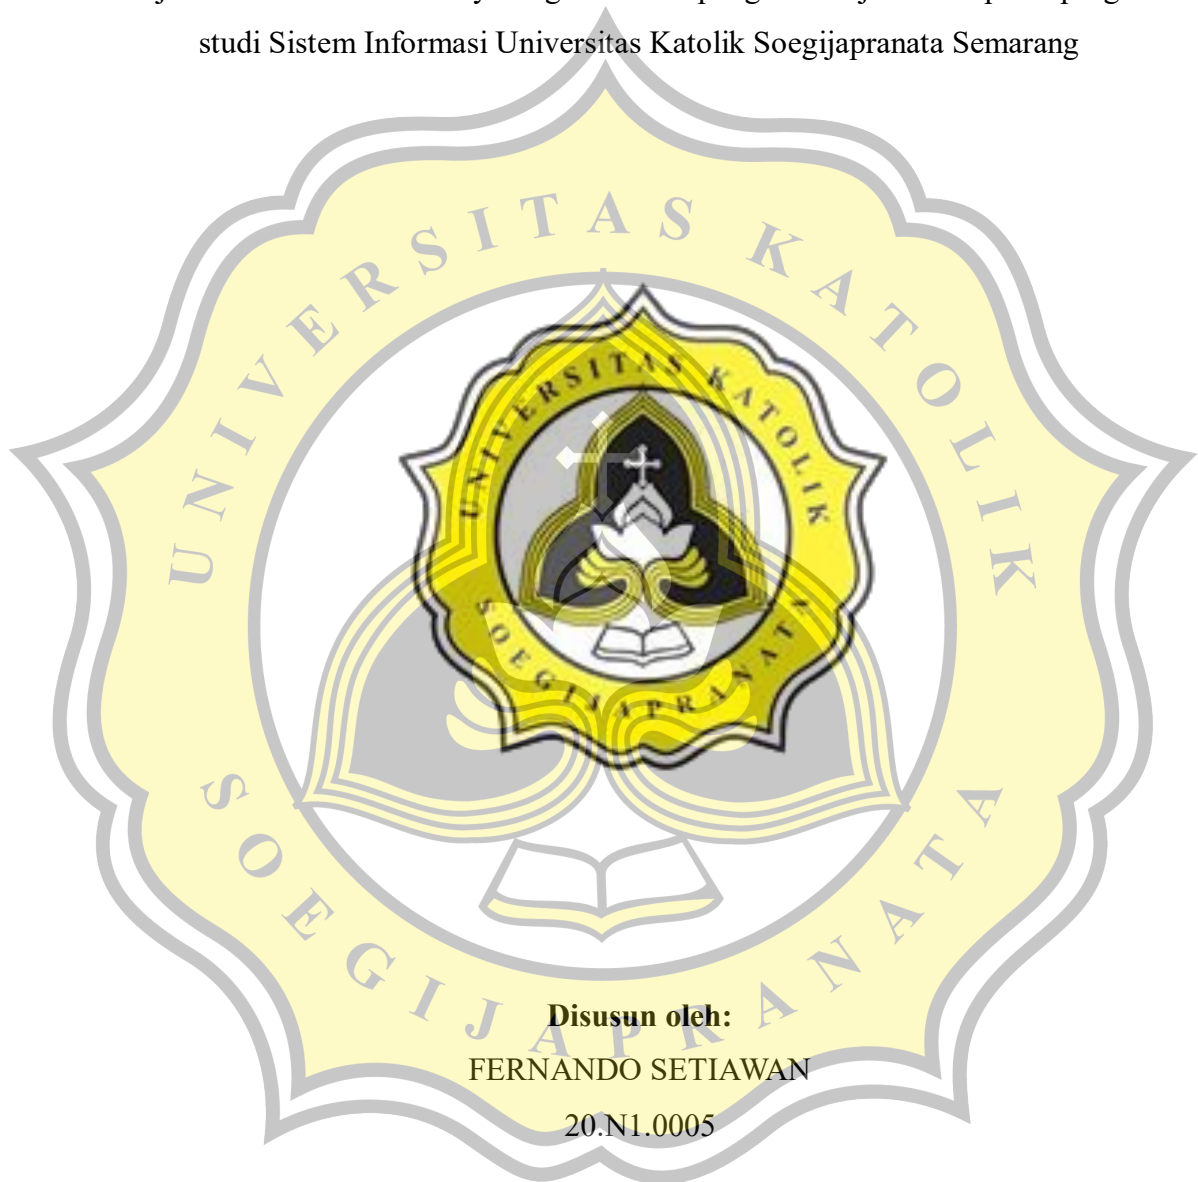 studi Sistem Informasi Universitas Katolik Soegijapranata Semarang
UNIVERSITAS KATOLIK
SOEGIJAPRANATA
UNIVERSITAS KATOLIK
SOEGIJAPRANATA
Disusun oleh:
FERNANDO SETIAWAN
20.N1.0005